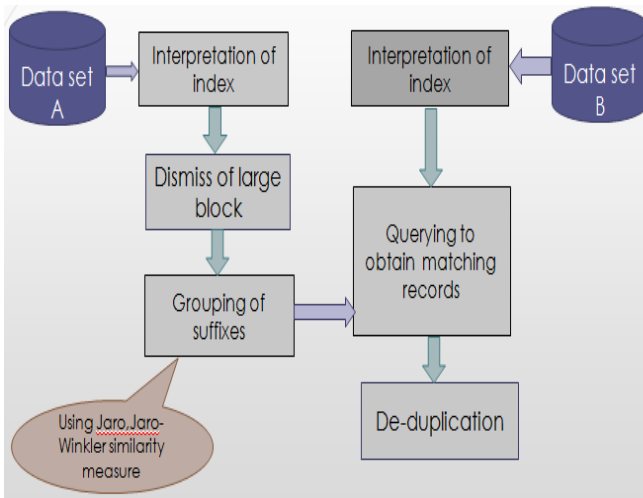 Data set
A
Interpretation of
index
Dismiss of large
block
Grouping of
suffixes
Using Jaro,Jaro-
Winkler similarity
measure
Interpretation of
index
Data set
B
Querying to
obtain matching
records
De-duplication